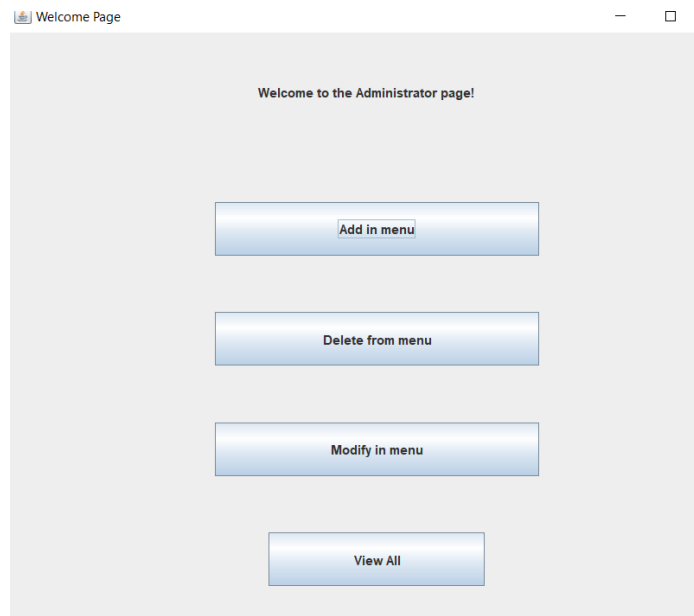 Welcome Page
Welcome to the Administrator page!
Add in menu
Delete from menu
Modify in menu
View All